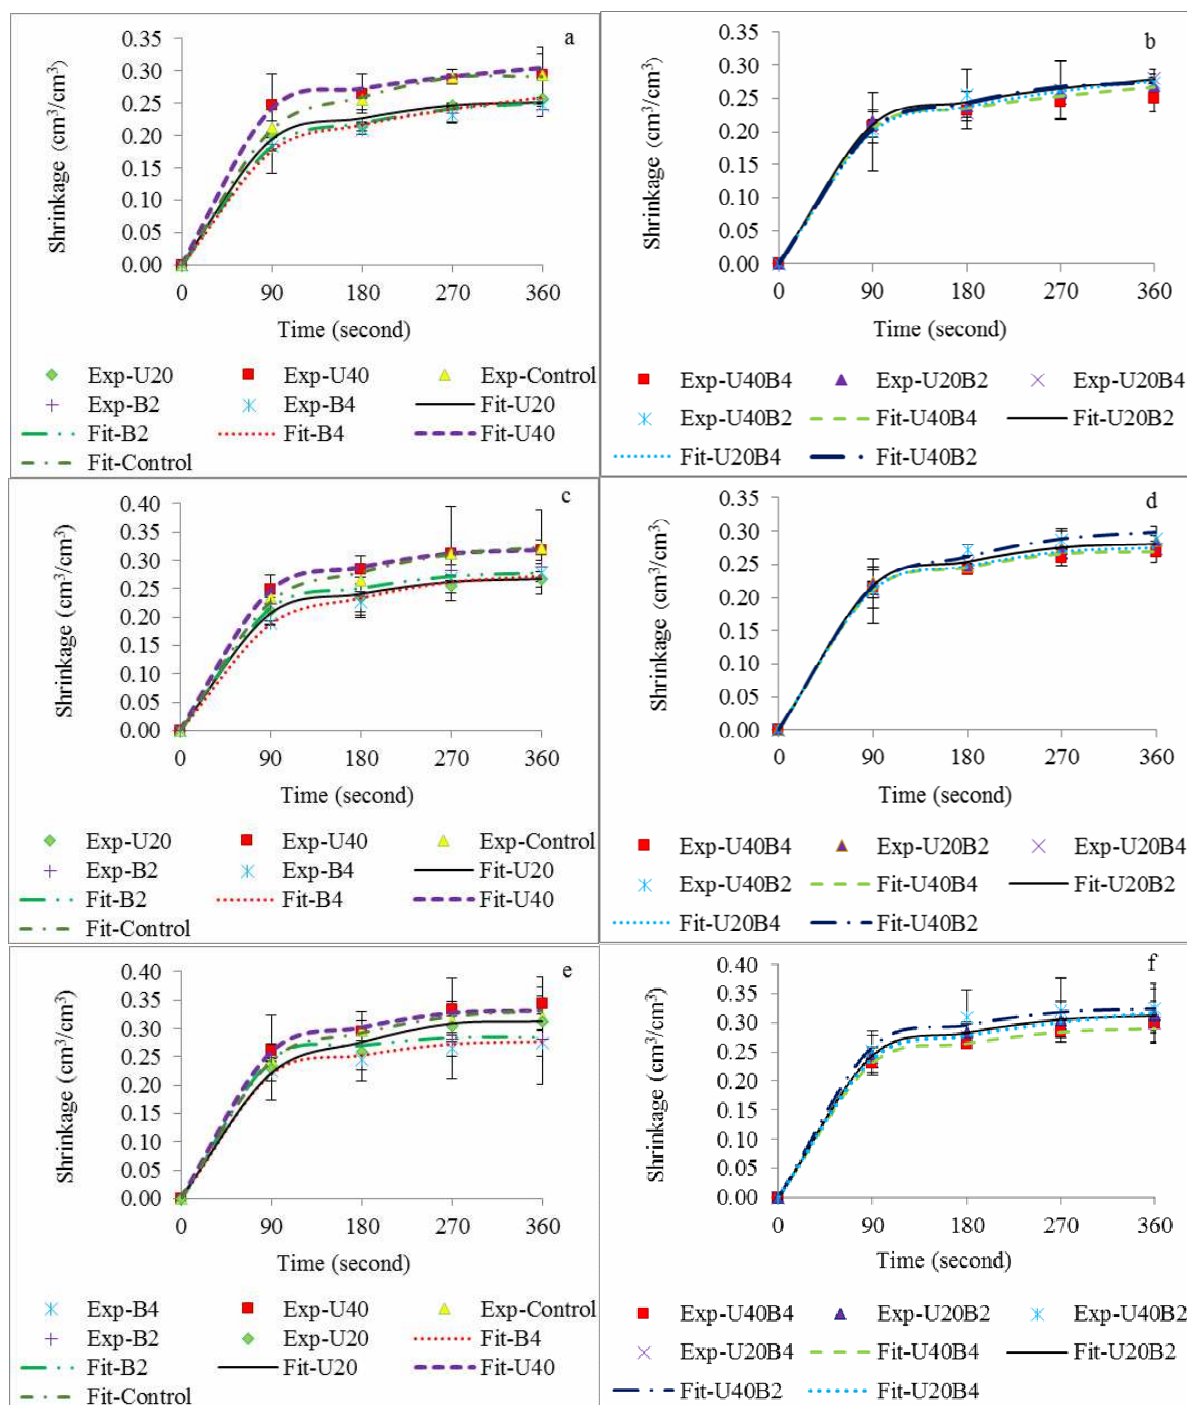 a
Shrinkage (cm³/cm³)
0.35
0.30
0.25
0.20
0.15
0.10
0.05
0.00
0 90 180 270 360
Time (second)
Exp-U20 Exp-U40 Exp-Control
Exp-B2 Exp-B4 Fit-U20
Fit-B2 Fit-B4 Fit-U40
Fit-Control
b
Shrinkage (cm³/cm³)
0.35
0.30
0.25
0.20
0.15
0.10
0.05
0.00
0 90 180 270 360
Time (second)
Exp-U40B4 Exp-U20B2 Exp-U20B4
Exp-U40B2 Fit-U40B4 Fit-U20B2
Fit-U20B4 Fit-U40B2
c
Shrinkage (cm³/cm³)
0.40
0.35
0.30
0.25
0.20
0.15
0.10
0.05
0.00
0 90 180 270 360
Time (second)
Exp-U20 Exp-U40 Exp-Control
Exp-B2 Exp-B4 Fit-U20
Fit-B2 Fit-B4 Fit-U40
Fit-Control
d
Shrinkage (cm³/cm³)
0.35
0.30
0.25
0.20
0.15
0.10
0.05
0.00
0 90 180 270 360
Time (second)
Exp-U40B4 Exp-U20B2 Exp-U20B4
Exp-U40B2 Fit-U40B4 Fit-U20B2
Fit-U20B4 Fit-U40B2
e
Shrinkage (cm³/cm³)
0.40
0.35
0.30
0.25
0.20
0.15
0.10
0.05
0.00
0 90 180 270 360
Time (second)
Exp-B4 Exp-U40 Exp-Control
Exp-B2 Exp-U20 Fit-B4
Fit-B2 Fit-U20 Fit-U40
Fit-Control
f
Shrinkage (cm³/cm³)
0.40
0.35
0.30
0.25
0.20
0.15
0.10
0.05
0.00
0 90 180 270 360
Time (second)
Exp-U40B4 Exp-U20B2 Exp-U40B2
Exp-U20B4 Fit-U40B4 Fit-U20B2
Fit-U40B2 Fit-U20B4